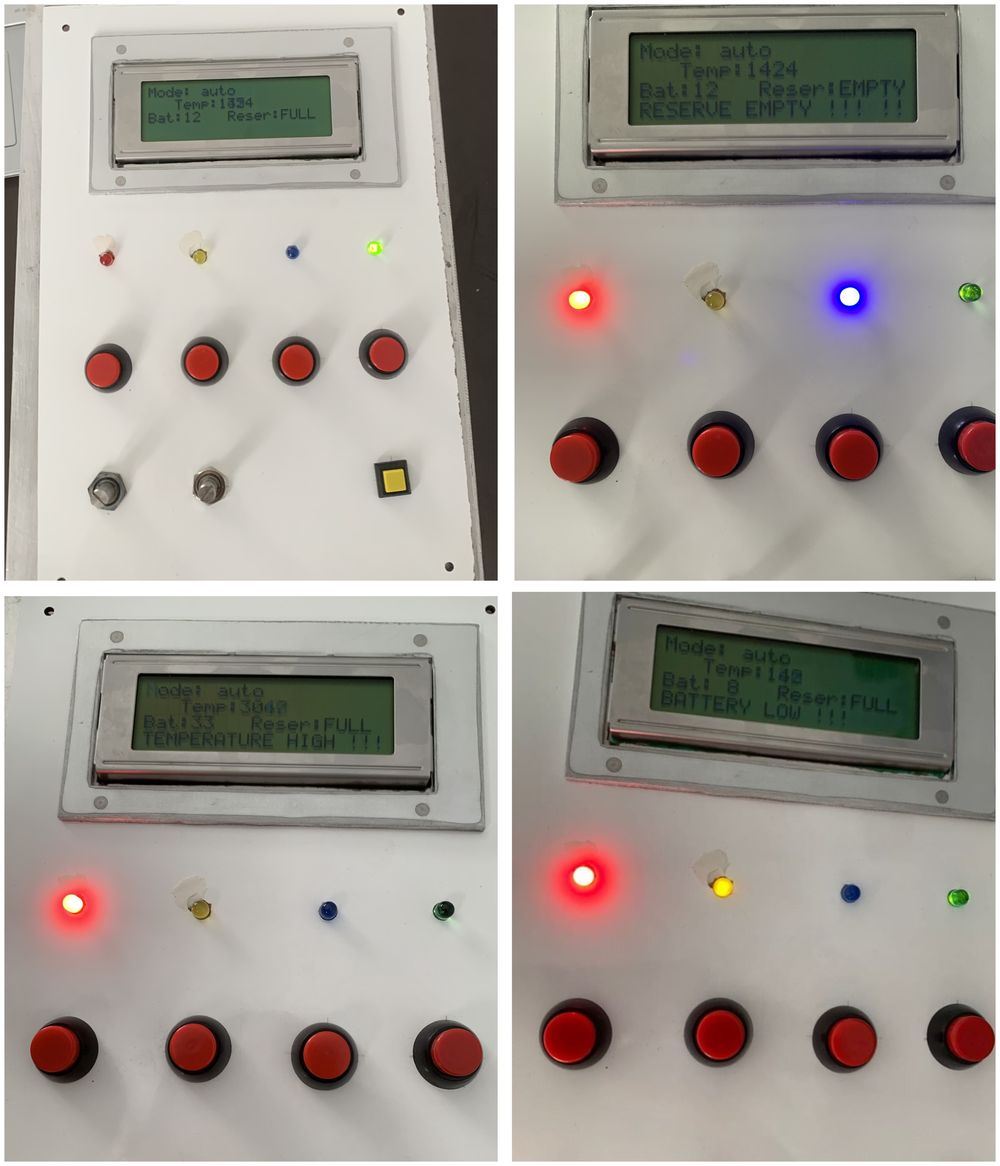 Mode: auto
Temp:
Bat:12 Reser:FULL
Mode: auto
Temp:1424
Bat:12 Reser:EMPTY
RESERVE EMPTY !!! !!
Mode: auto
Temp:3040
Bat:33 Reser:FULL
TEMPERATURE HIGH !!!
Mode: auto
Temp:
Bat: 8 Reser:FULL
BATTERY LOW !!!